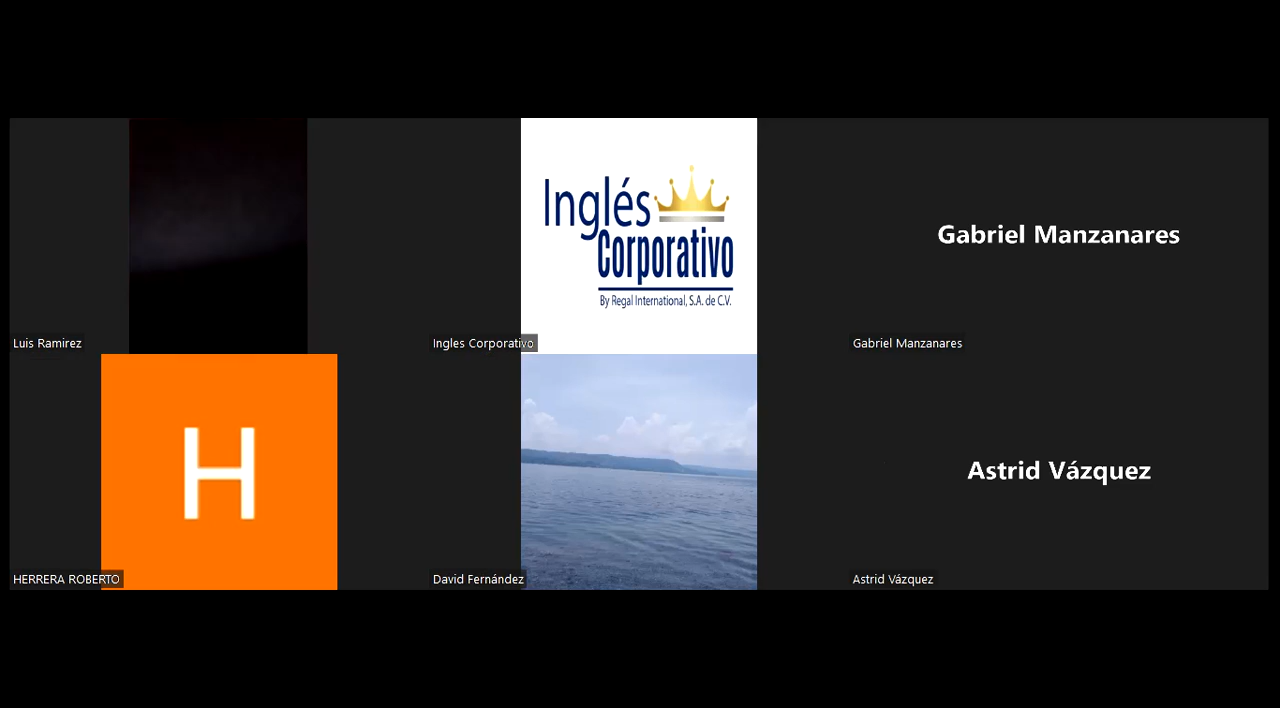 Inglés
Corporativo
By Regal International, S.A. de C.V.
Gabriel Manzanares
Luis Ramirez
Ingles Corporativo
Gabriel Manzanares
H
Astrid Vázquez
HERRERA ROBERTO
David Fernández
Astrid Vázquez